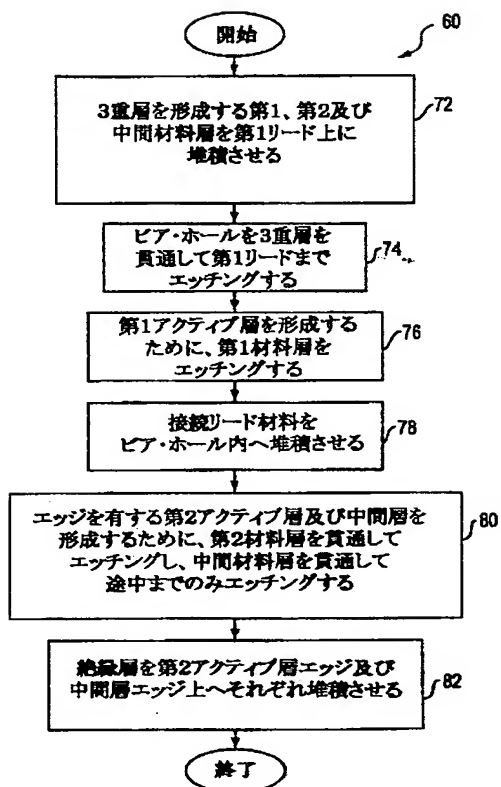 開始
60
3重層を形成する第1、第2及び
中間材料層を第1リード上に
堆積させる
72
ビア・ホールを3重層を
貫通して第1リードまで
エッチングする
74
第1アクティブ層を形成する
ために、第1材料層を
エッチングする
76
接続リード材料を
ビア・ホール内へ堆積させる
78
エッジを有する第2アクティブ層及び中間層を
形成するために、第2材料層を貫通して
エッチングし、中間材料層を貫通して
途中までのみエッチングする
80
絶縁層を第2アクティブ層エッジ及び
中間層エッジ上へそれぞれ堆積させる
82
終了